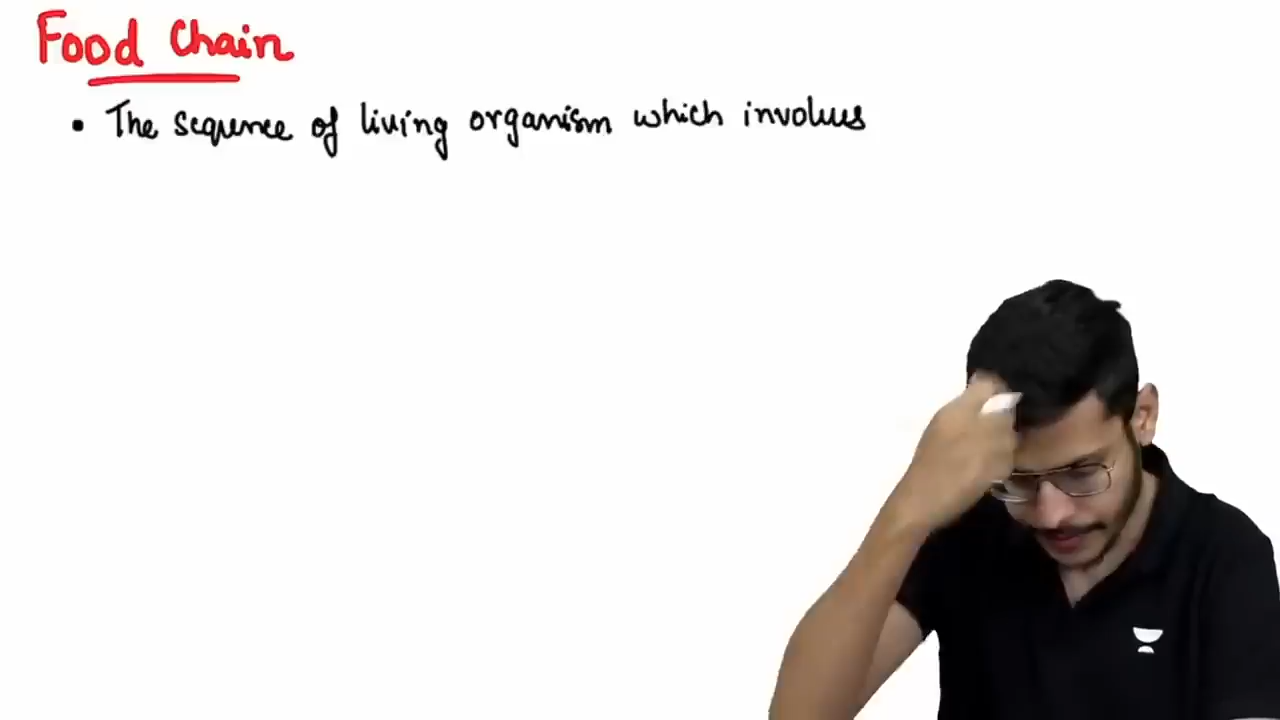 Food Chain
• The sequence of living organism which involves